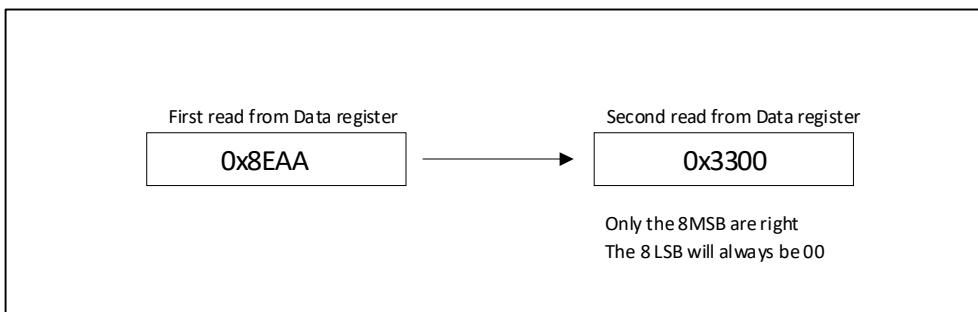 First read from Data register
Second read from Data register
0x8EAA
0x3300
Only the 8MSB are right
The 8 LSB will always be 00